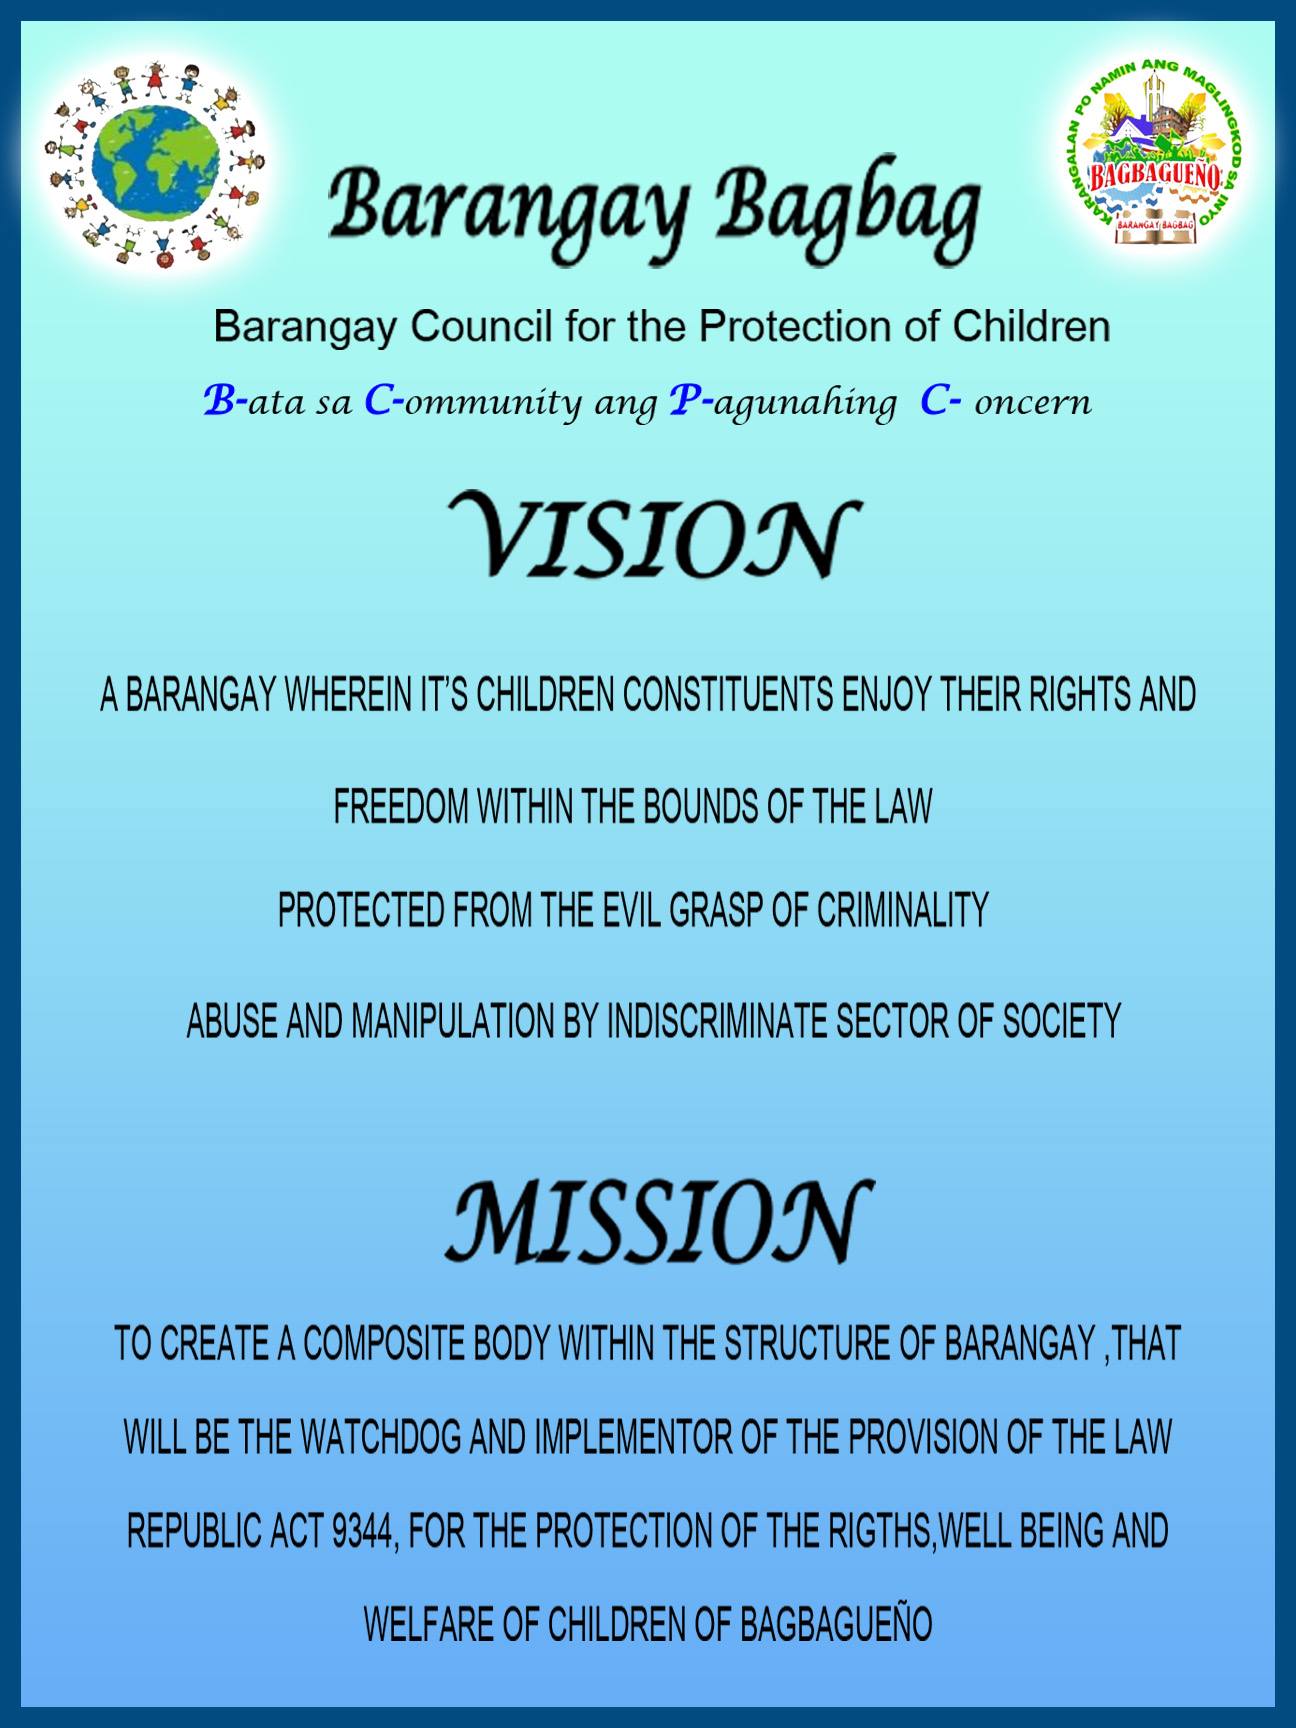 KARANGALAN PO NAMIN ANG MAGLINGKOD SA INYO
BAGBAGUEÑO
BARANGAY BAGBAG
Barangay Bagbag
Barangay Council for the Protection of Children
B-ata sa C-ommunity ang P-agunahing C- oncern
VISION
A BARANGAY WHEREIN IT'S CHILDREN CONSTITUENTS ENJOY THEIR RIGHTS AND
FREEDOM WITHIN THE BOUNDS OF THE LAW
PROTECTED FROM THE EVIL GRASP OF CRIMINALITY
ABUSE AND MANIPULATION BY INDISCRIMINATE SECTOR OF SOCIETY
MISSION
TO CREATE A COMPOSITE BODY WITHIN THE STRUCTURE OF BARANGAY ,THAT
WILL BE THE WATCHDOG AND IMPLEMENTOR OF THE PROVISION OF THE LAW
REPUBLIC ACT 9344, FOR THE PROTECTION OF THE RIGTHS,WELL BEING AND
WELFARE OF CHILDREN OF BAGBAGUEÑO